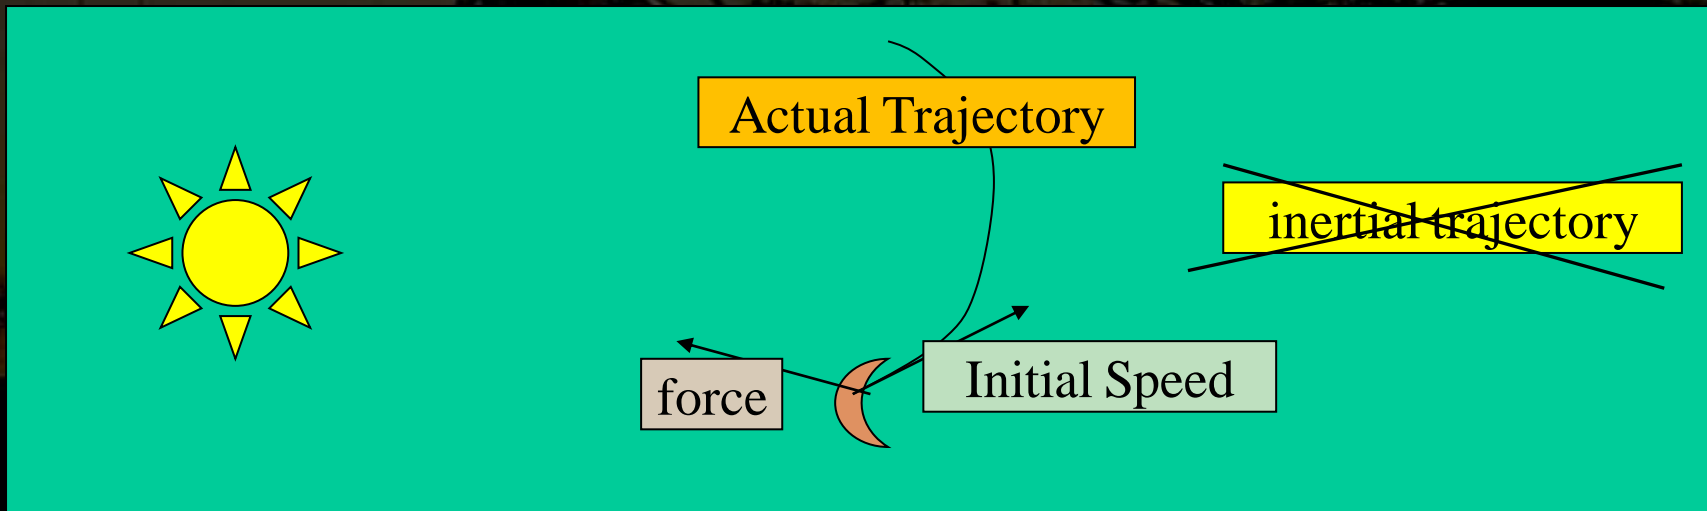 Actual Trajectory
inertial trajectory
Initial Speed
force